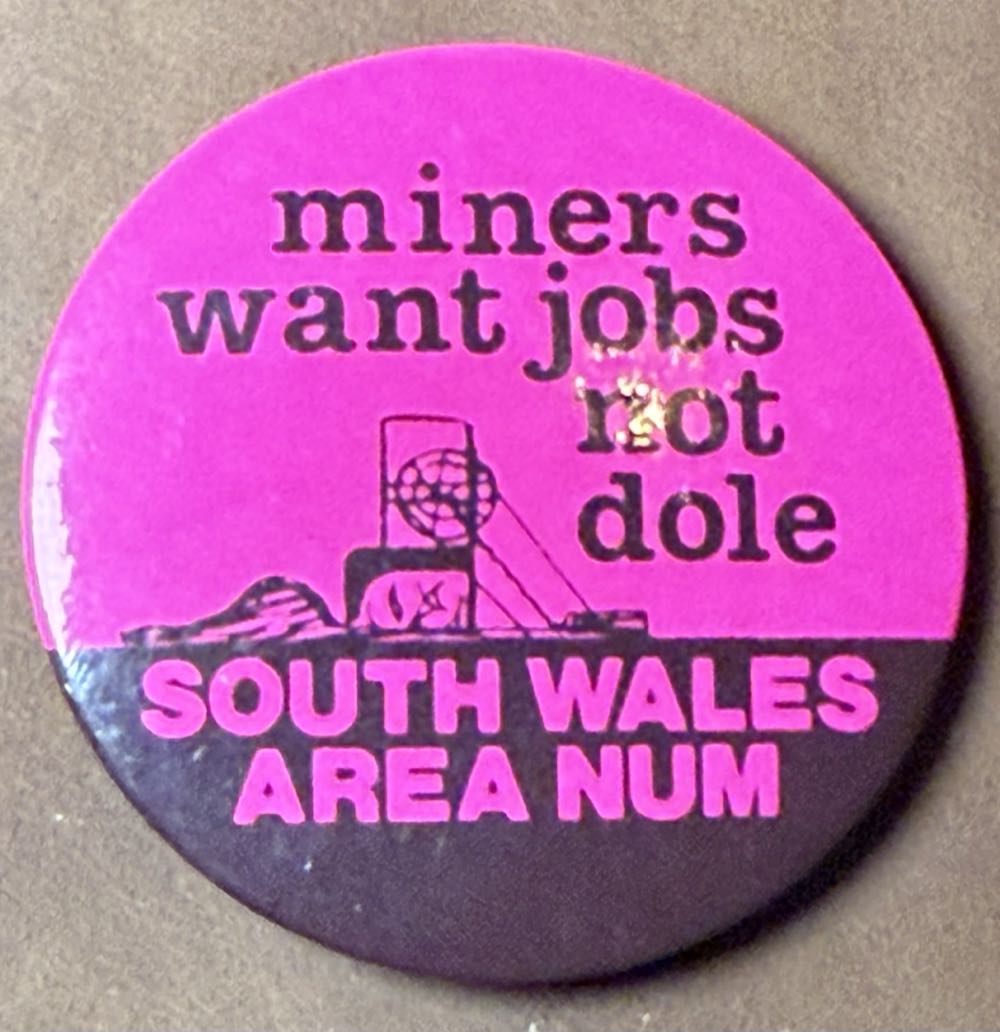 miners
want jobs
not
dole
SOUTH WALES
AREA NUM